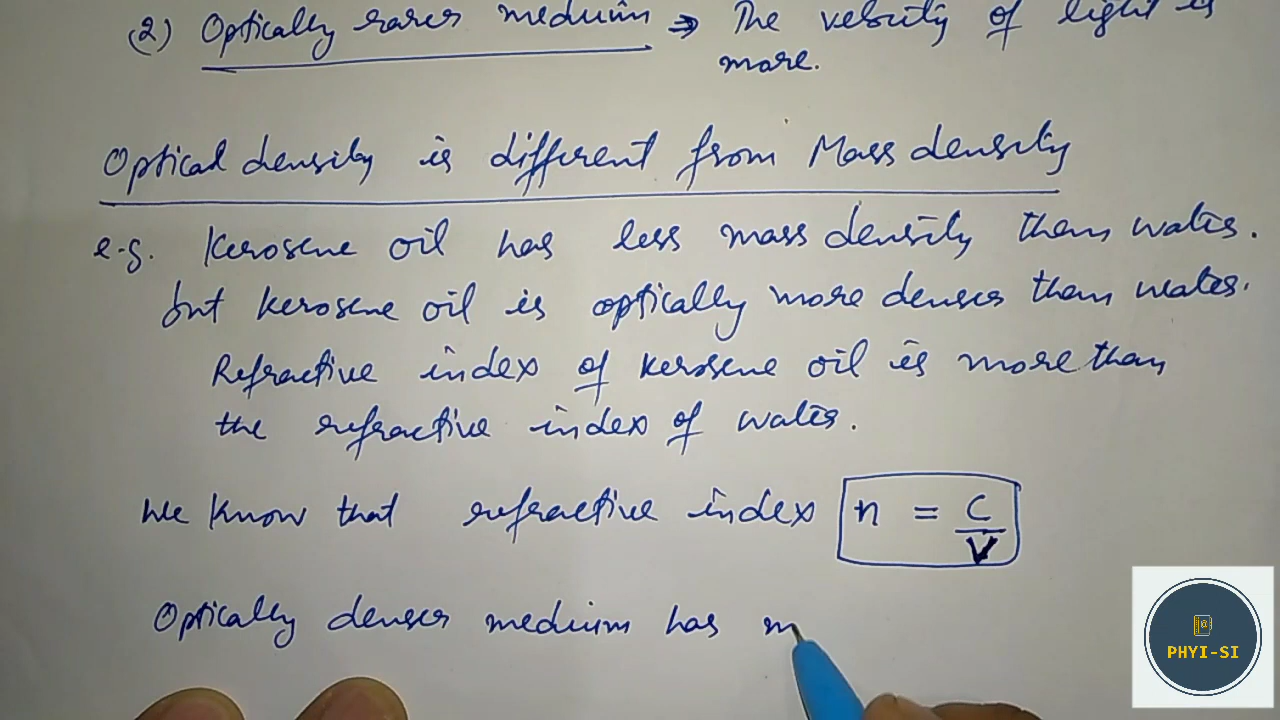 (2) Optically rarer medium ⇒ The velocity of light is
more.
Optical density is different from Mass density
e.g. Kerosene oil has less mass density than water.
but Kerosene oil is optically more denser than water.
Refractive index of Kerosene oil is more than
the refractive index of water.
We know that refractive index n = C/V
Optically denser medium has m
PHYI-SI